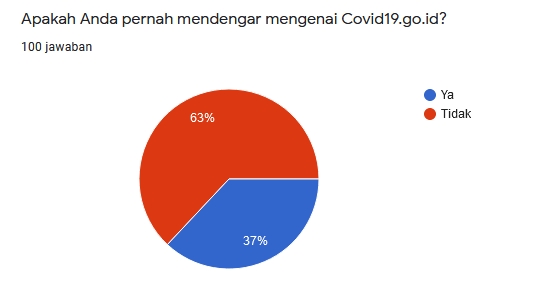 Apakah Anda pernah mendengar mengenai Covid19.go.id?
100 jawaban
Ya
Tidak
63%
37%